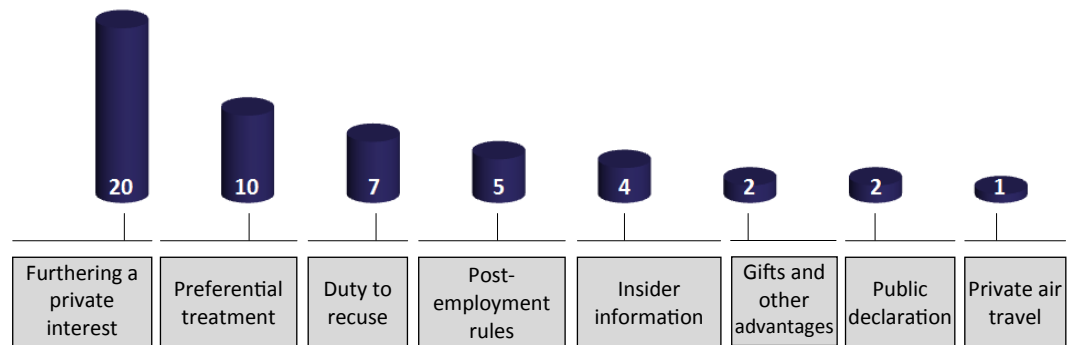 20
10
7
5
4
2
2
1
Furthering a
private
interest
Preferential
treatment
Duty to
recuse
Post-
employment
rules
Insider
information
Gifts and
other
advantages
Public
declaration
Private air
travel